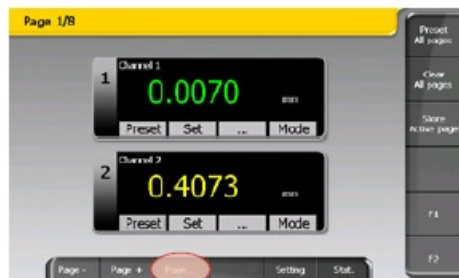 Page 1/8
Preset
All pages
Clear
All pages
Store
Active page
F1
F2
1
Channel 1
0.0070
mm
Preset Set ... Mode
2
Channel 2
0.4073
mm
Preset Set ... Mode
Page - Page + Page... Setting Stat.